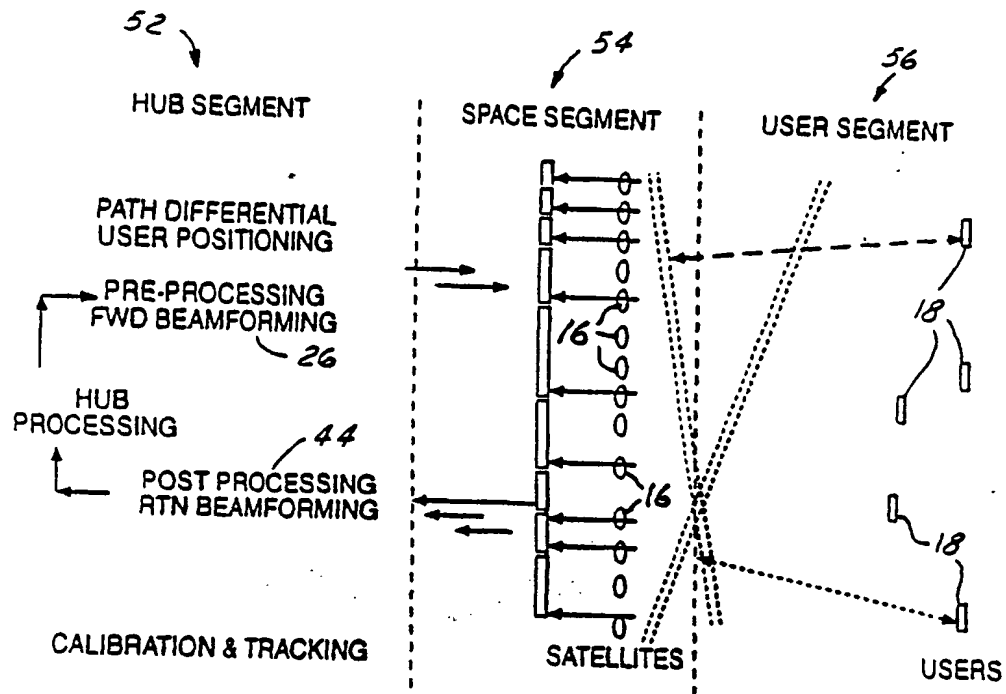 52
54
56
HUB SEGMENT
SPACE SEGMENT
USER SEGMENT
PATH DIFFERENTIAL
USER POSITIONING
PRE-PROCESSING
FWD BEAMFORMING
26
16
18
HUB
PROCESSING
44
POST PROCESSING
RTN BEAMFORMING
16
18
CALIBRATION & TRACKING
SATELLITES
USERS